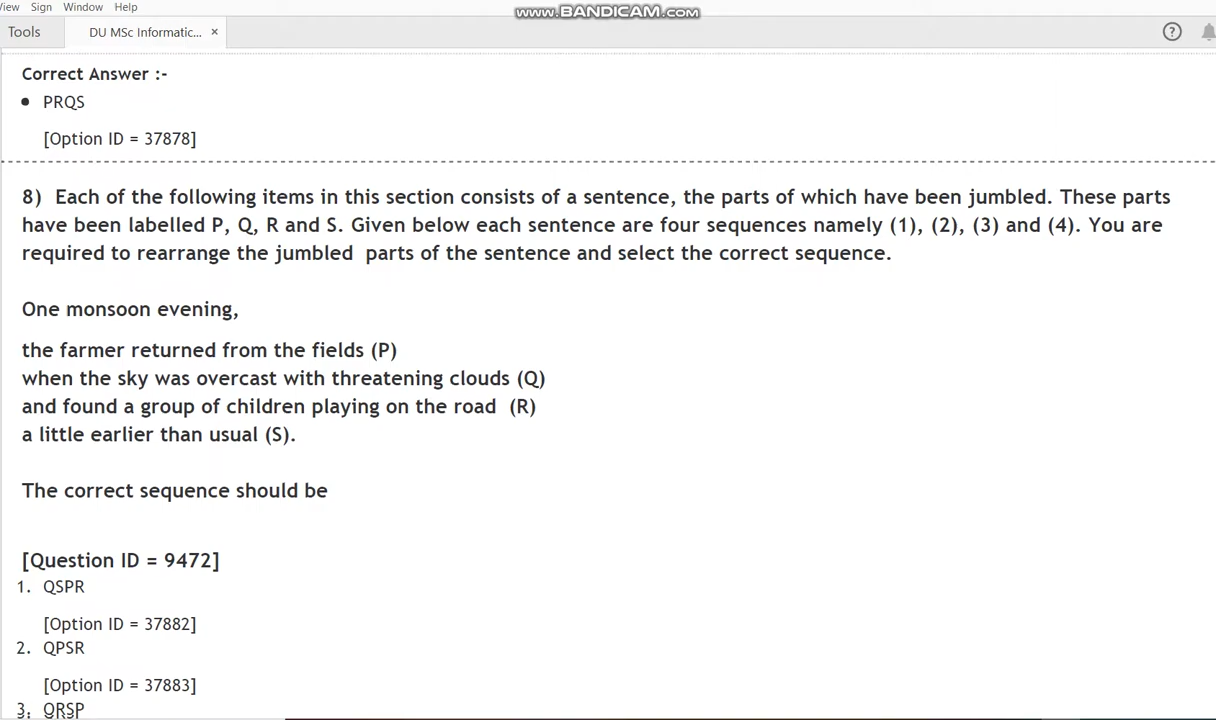 View Sign Window Help
www.BANDICAM.com
Tools DU MSc Informatic... × ?
Correct Answer :-
• PRQS
[Option ID = 37878]
8) Each of the following items in this section consists of a sentence, the parts of which have been jumbled. These parts
have been labelled P, Q, R and S. Given below each sentence are four sequences namely (1), (2), (3) and (4). You are
required to rearrange the jumbled parts of the sentence and select the correct sequence.
One monsoon evening,
the farmer returned from the fields (P)
when the sky was overcast with threatening clouds (Q)
and found a group of children playing on the road (R)
a little earlier than usual (S).
The correct sequence should be
[Question ID = 9472]
1. QSPR
[Option ID = 37882]
2. QPSR
[Option ID = 37883]
3. QRSP